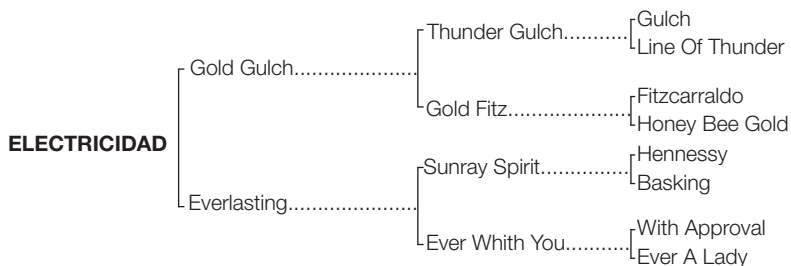 Gulch
Thunder Gulch...........
Line Of Thunder
Gold Gulch......................
Fitzcarraldo
Gold Fitz......................
Honey Bee Gold
ELECTRICIDAD
Hennessy
Sunray Spirit................
Basking
Everlasting.......................
With Approval
Ever Whith You...........
Ever A Lady